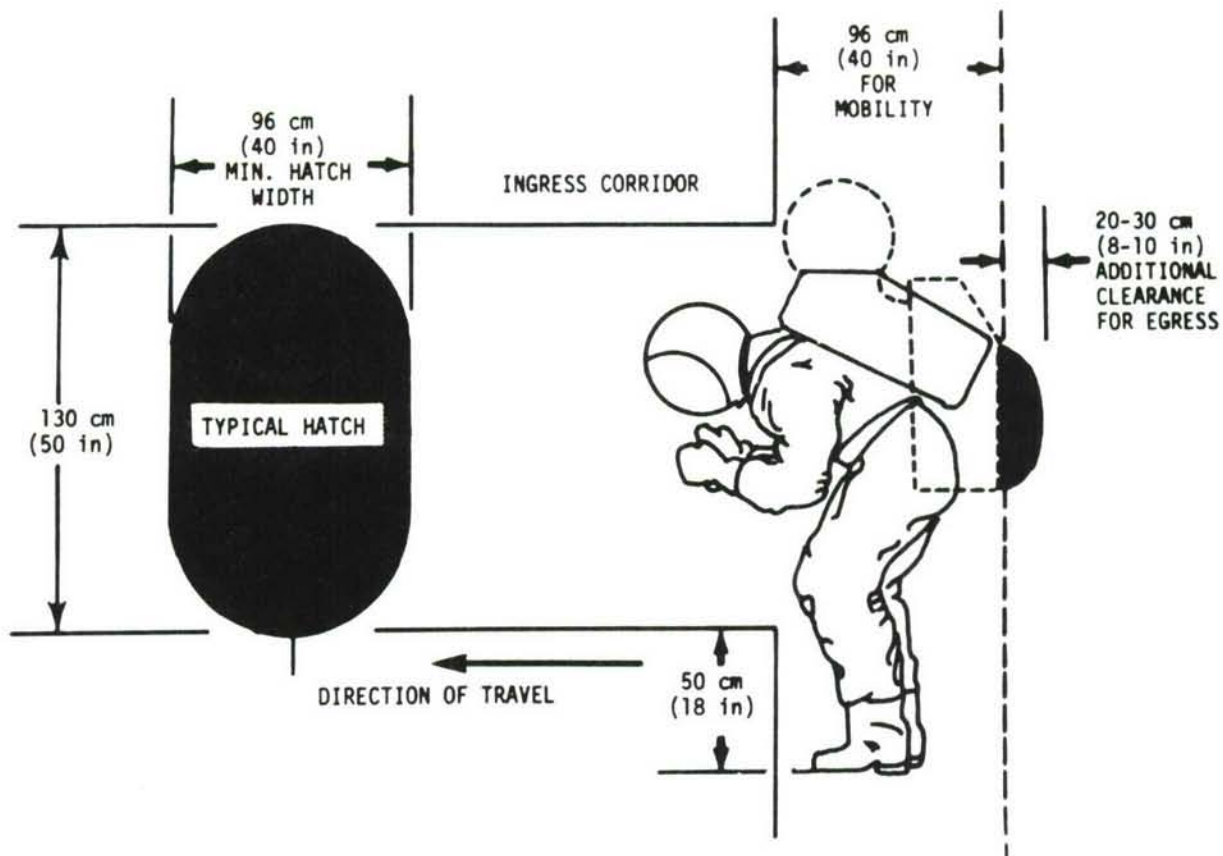 96 cm
(40 in)
FOR
MOBILITY
96 cm
(40 in)
MIN. HATCH
WIDTH
INGRESS CORRIDOR
20-30 cm
(8-10 in)
ADDITIONAL
CLEARANCE
FOR EGRESS
130 cm
(50 in)
TYPICAL HATCH
50 cm
(18 in)
DIRECTION OF TRAVEL